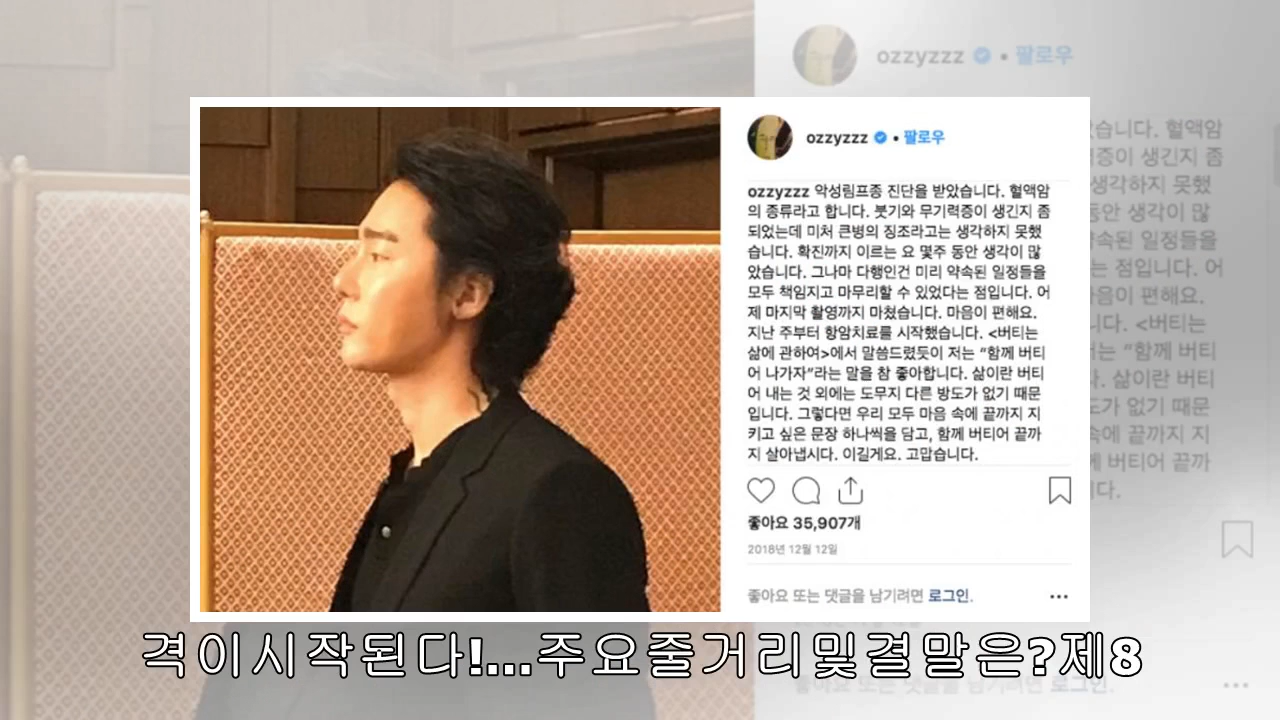 ozzyzzz • 팔로우
ozzyzzz • 팔로우
ozzyzzz 악성림프종 진단을 받았습니다. 혈액암
의 종류라고 합니다. 붓기와 무기력증이 생긴지 좀
되었는데 미처 큰병의 징조라고는 생각하지 못했
습니다. 확진까지 이르는 요 몇주 동안 생각이 많
았습니다. 그나마 다행인건 미리 약속된 일정들을
모두 책임지고 마무리할 수 있었다는 점입니다. 어
제 마지막 촬영까지 마쳤습니다. 마음이 편해요.
지난 주부터 항암치료를 시작했습니다. <버티는
삶에 관하여>에서 말씀드렸듯이 저는 “함께 버티
어 나가자”라는 말을 참 좋아합니다. 삶이란 버티
어 내는 것 외에는 도무지 다른 방도가 없기 때문
입니다. 그렇다면 우리 모두 마음 속에 끝까지 지
키고 싶은 문장 하나씩을 담고, 함께 버티어 끝까
지 살아냅시다. 이길게요. 고맙습니다.
좋아요 35,907개
2018년 12월 12일
좋아요 또는 댓글을 남기려면 로그인.
격이시작된다!...주요줄거리및결말은?제8